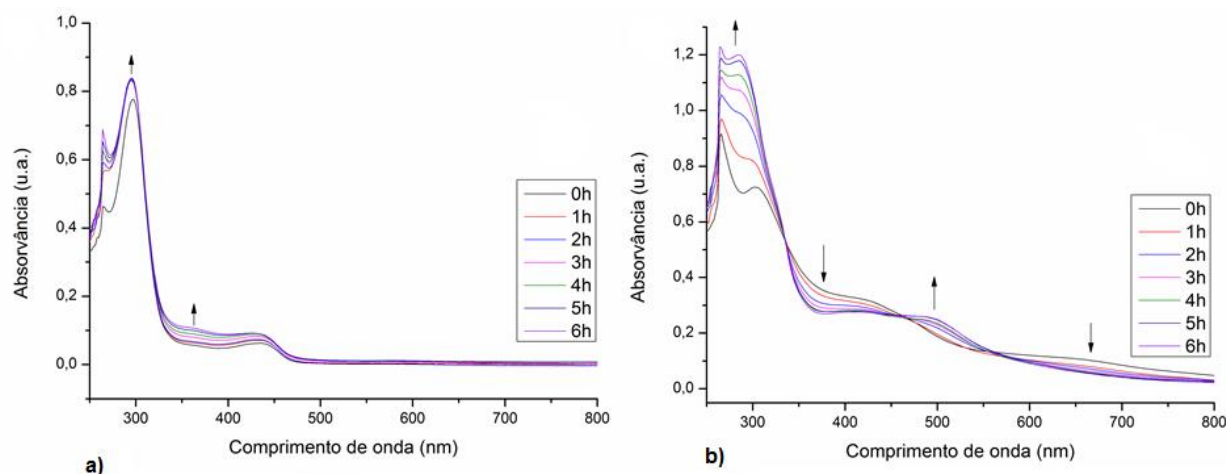 1,0
0,8
0,6
0,4
0,2
0,0
Absorvância (u.a.)
0h
1h
2h
3h
4h
5h
6h
300 400 500 600 700 800
Comprimento de onda (nm)
a)
1,2
1,0
0,8
0,6
0,4
0,2
0,0
Absorvância (u.a.)
0h
1h
2h
3h
4h
5h
6h
300 400 500 600 700 800
Comprimento de onda (nm)
b)